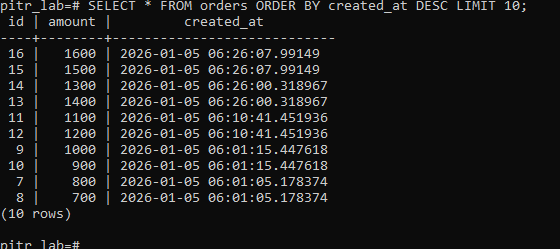 pitr_lab=# SELECT * FROM orders ORDER BY created_at DESC LIMIT 10;
 id | amount |         created_at
----+--------+----------------------------
 16 |   1600 | 2026-01-05 06:26:07.99149
 15 |   1500 | 2026-01-05 06:26:07.99149
 14 |   1300 | 2026-01-05 06:26:00.318967
 13 |   1400 | 2026-01-05 06:26:00.318967
 11 |   1100 | 2026-01-05 06:10:41.451936
 12 |   1200 | 2026-01-05 06:10:41.451936
  9 |   1000 | 2026-01-05 06:01:15.447618
 10 |    900 | 2026-01-05 06:01:15.447618
  7 |    800 | 2026-01-05 06:01:05.178374
  8 |    700 | 2026-01-05 06:01:05.178374
(10 rows)
pitr_lab=#